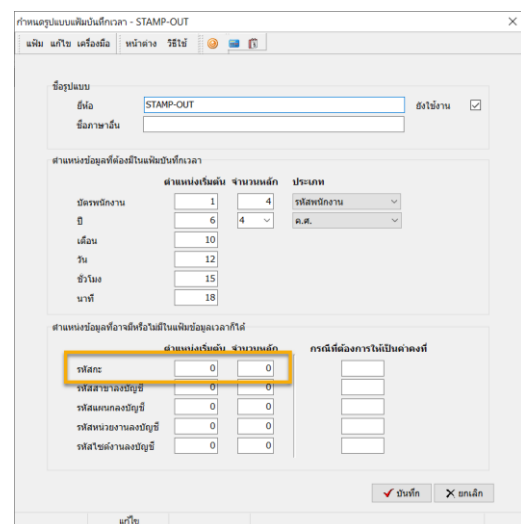 กำหนดรูปแบบแฟ้มบันทึกเวลา - STAMP-OUT
แฟ้ม แก้ไข เครื่องมือ หน้าต่าง วิธีใช้
ชื่อรูปแบบ
ยี่ห้อ STAMP-OUT ยังใช้งาน
ชื่อภาษาอื่น
ตำแหน่งข้อมูลที่ต้องมีในแฟ้มบันทึกเวลา
ตำแหน่งเริ่มต้น จำนวนหลัก ประเภท
บัตรพนักงาน 1 4 รหัสพนักงาน
ปี 6 4 ค.ศ.
เดือน 10
วัน 12
ชั่วโมง 15
นาที 18
ตำแหน่งข้อมูลที่อาจมีหรือไม่มีในแฟ้มข้อมูลเวลาก็ได้
ตำแหน่งเริ่มต้น จำนวนหลัก กรณีที่ต้องการให้เป็นค่าคงที่
รหัสกะ 0 0
รหัสสาขาลงบัญชี 0 0
รหัสแผนกลงบัญชี 0 0
รหัสหน่วยงานลงบัญชี 0 0
รหัสไซด์งานลงบัญชี 0 0
บันทึก ยกเลิก
แก้ไข